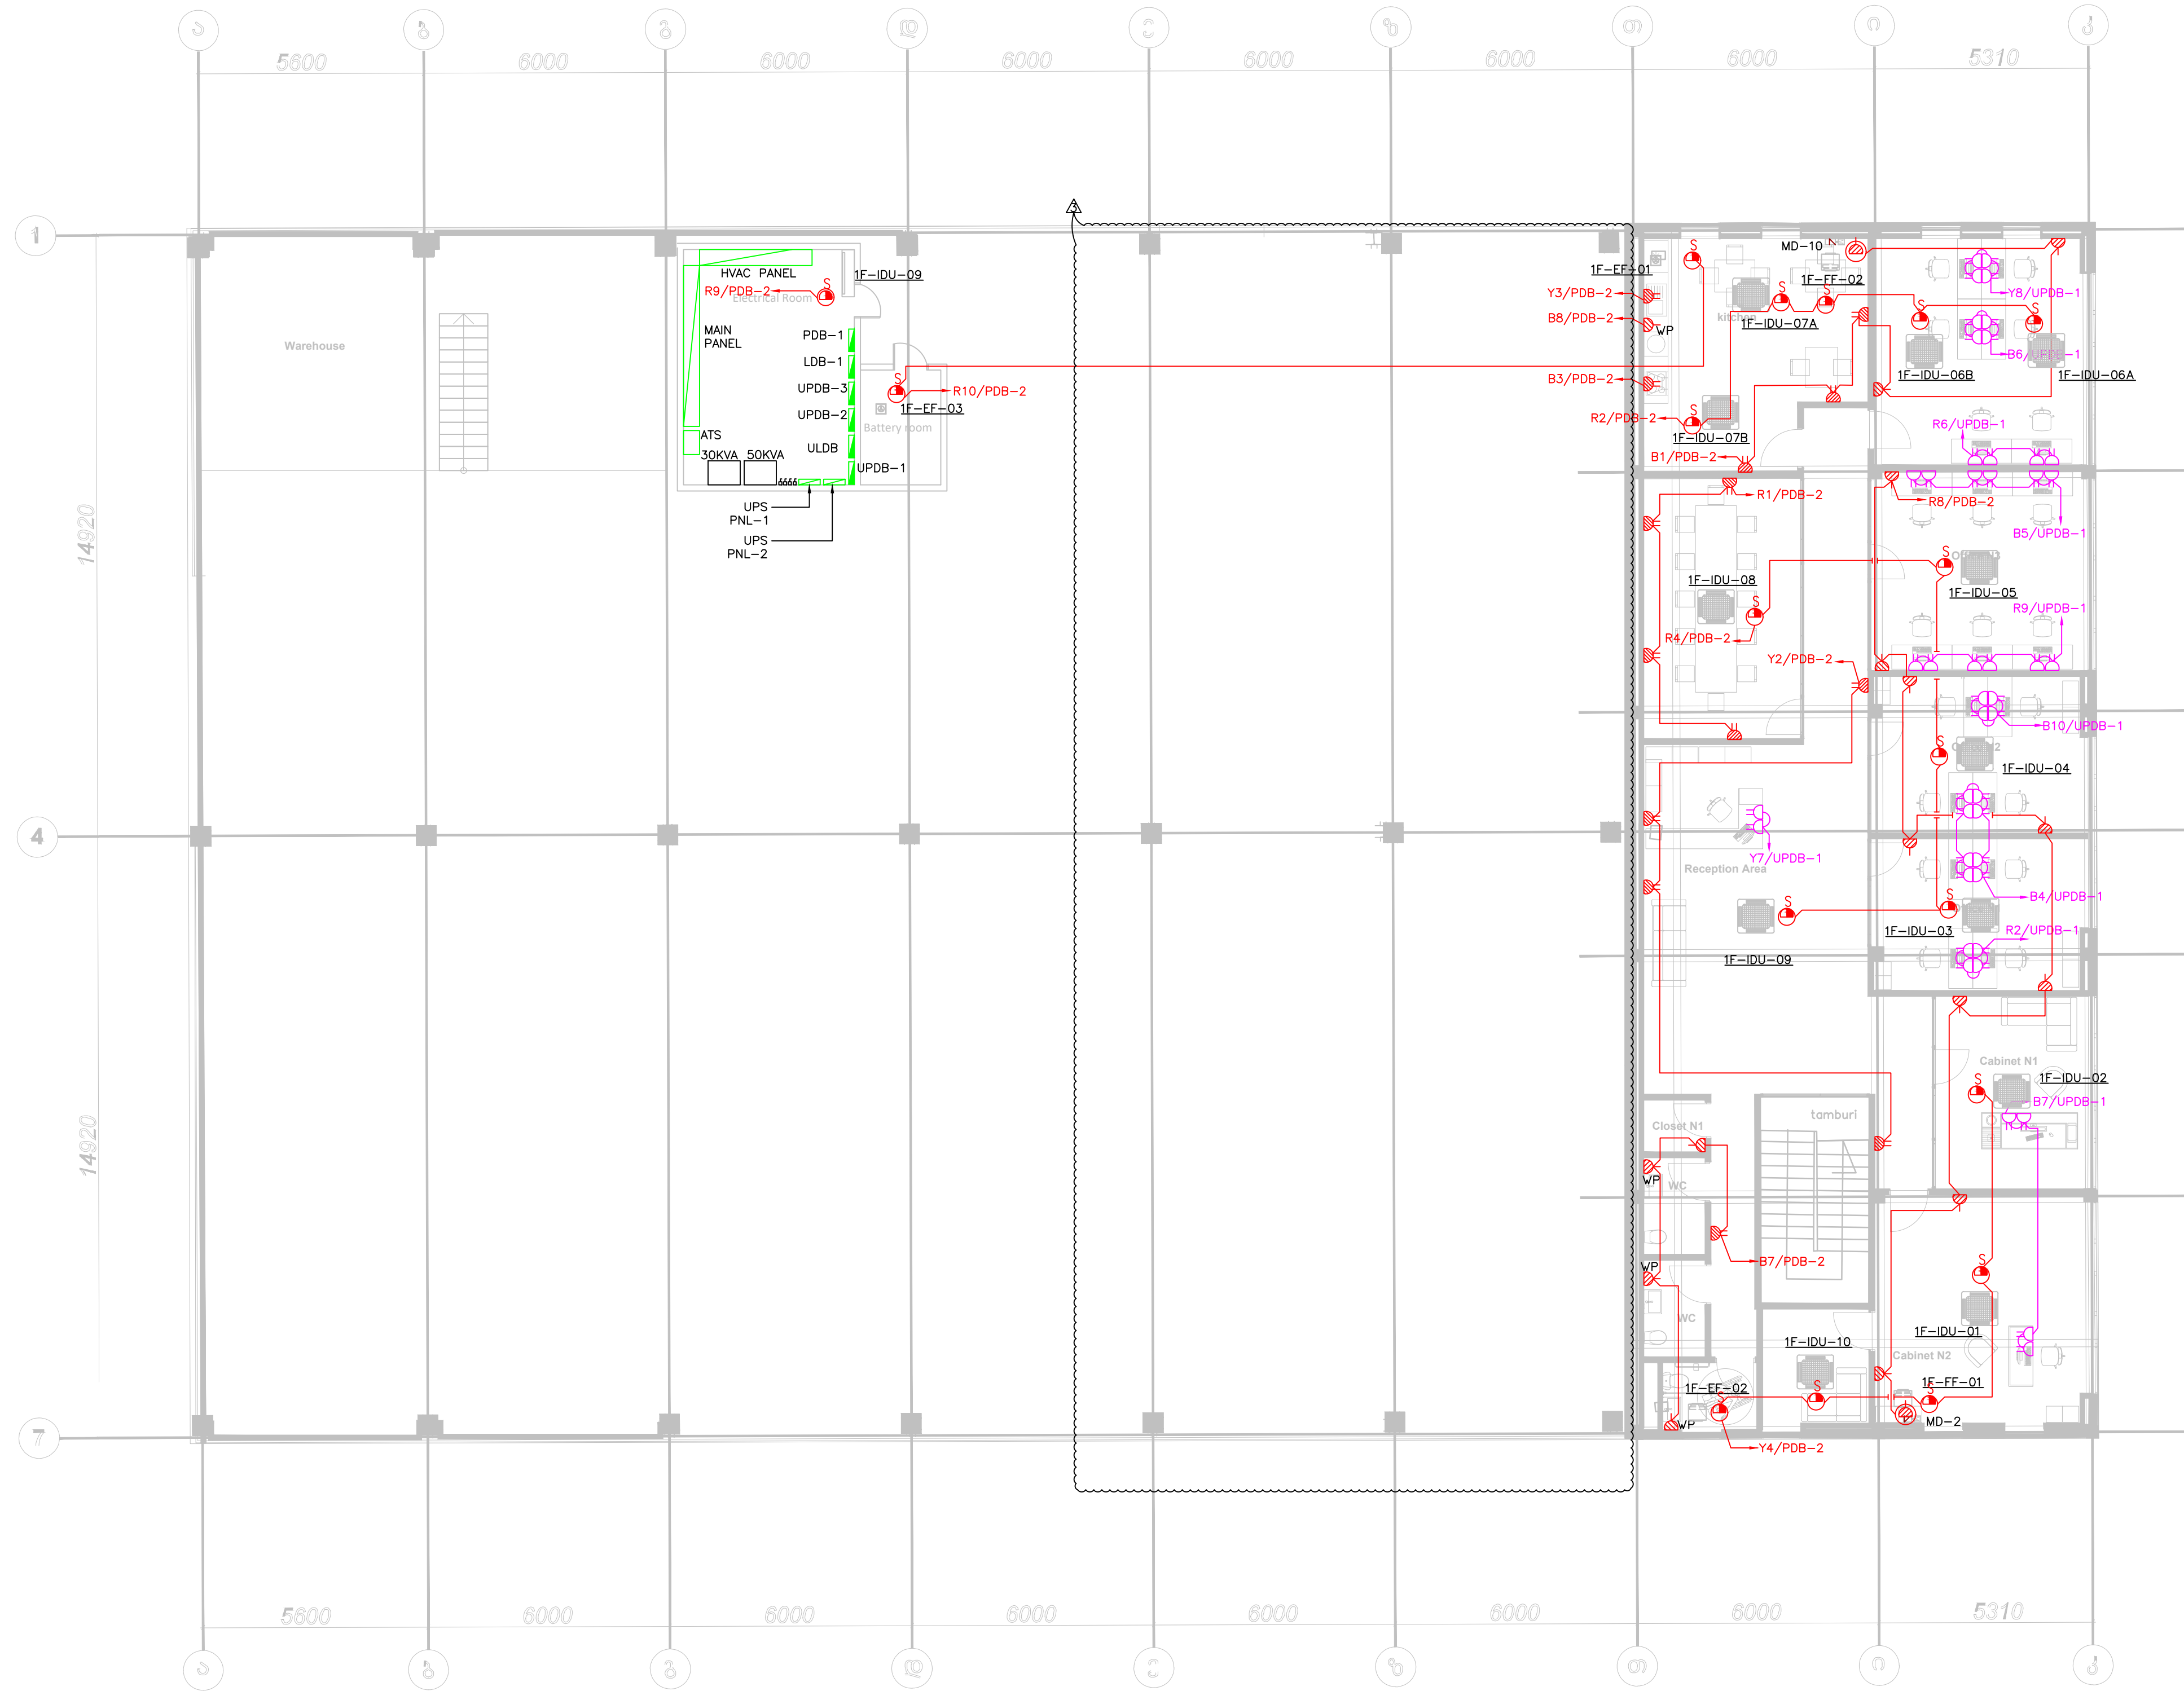 ა ბ გ დ ე ზ თ ი კ
5600 6000 6000 6000 6000 6000 6000 5310
1
3
HVAC PANEL
1F-IDU-09
R9/PDB-2
S
Electrical Room
MAIN
PANEL
PDB-1
LDB-1
UPDB-3
UPDB-2
ULDB
UPDB-1
ATS
30KVA 50KVA
UPS
PNL-1
UPS
PNL-2
S
R10/PDB-2
1F-EF-03
Battery room
Warehouse
14920
1F-EF-01
S
MD-10
1F-FF-02
Y3/PDB-2
B8/PDB-2
WP
kitchen
S
S
1F-IDU-07A
S
S
Y8/UPDB-1
B6/UPDB-1
1F-IDU-06B
1F-IDU-06A
B3/PDB-2
R2/PDB-2
S
1F-IDU-07B
B1/PDB-2
R6/UPDB-1
R1/PDB-2
R8/PDB-2
B5/UPDB-1
1F-IDU-08
S
R4/PDB-2
S
1F-IDU-05
R9/UPDB-1
Y2/PDB-2
B10/UPDB-1
S
1F-IDU-04
4
Y7/UPDB-1
Reception Area
B4/UPDB-1
S
S
1F-IDU-03
R2/UPDB-1
1F-IDU-09
Cabinet N1
1F-IDU-02
S
B7/UPDB-1
Closet N1
tamburi
14920
WP
WC
B7/PDB-2
WP
S
WC
1F-IDU-10
1F-IDU-01
Cabinet N2
1F-EF-02
S
S
1F-FF-01
S
WP
MD-2
Y4/PDB-2
7
5600 6000 6000 6000 6000 6000 6000 5310
ა ბ გ დ ე ზ თ ი კ